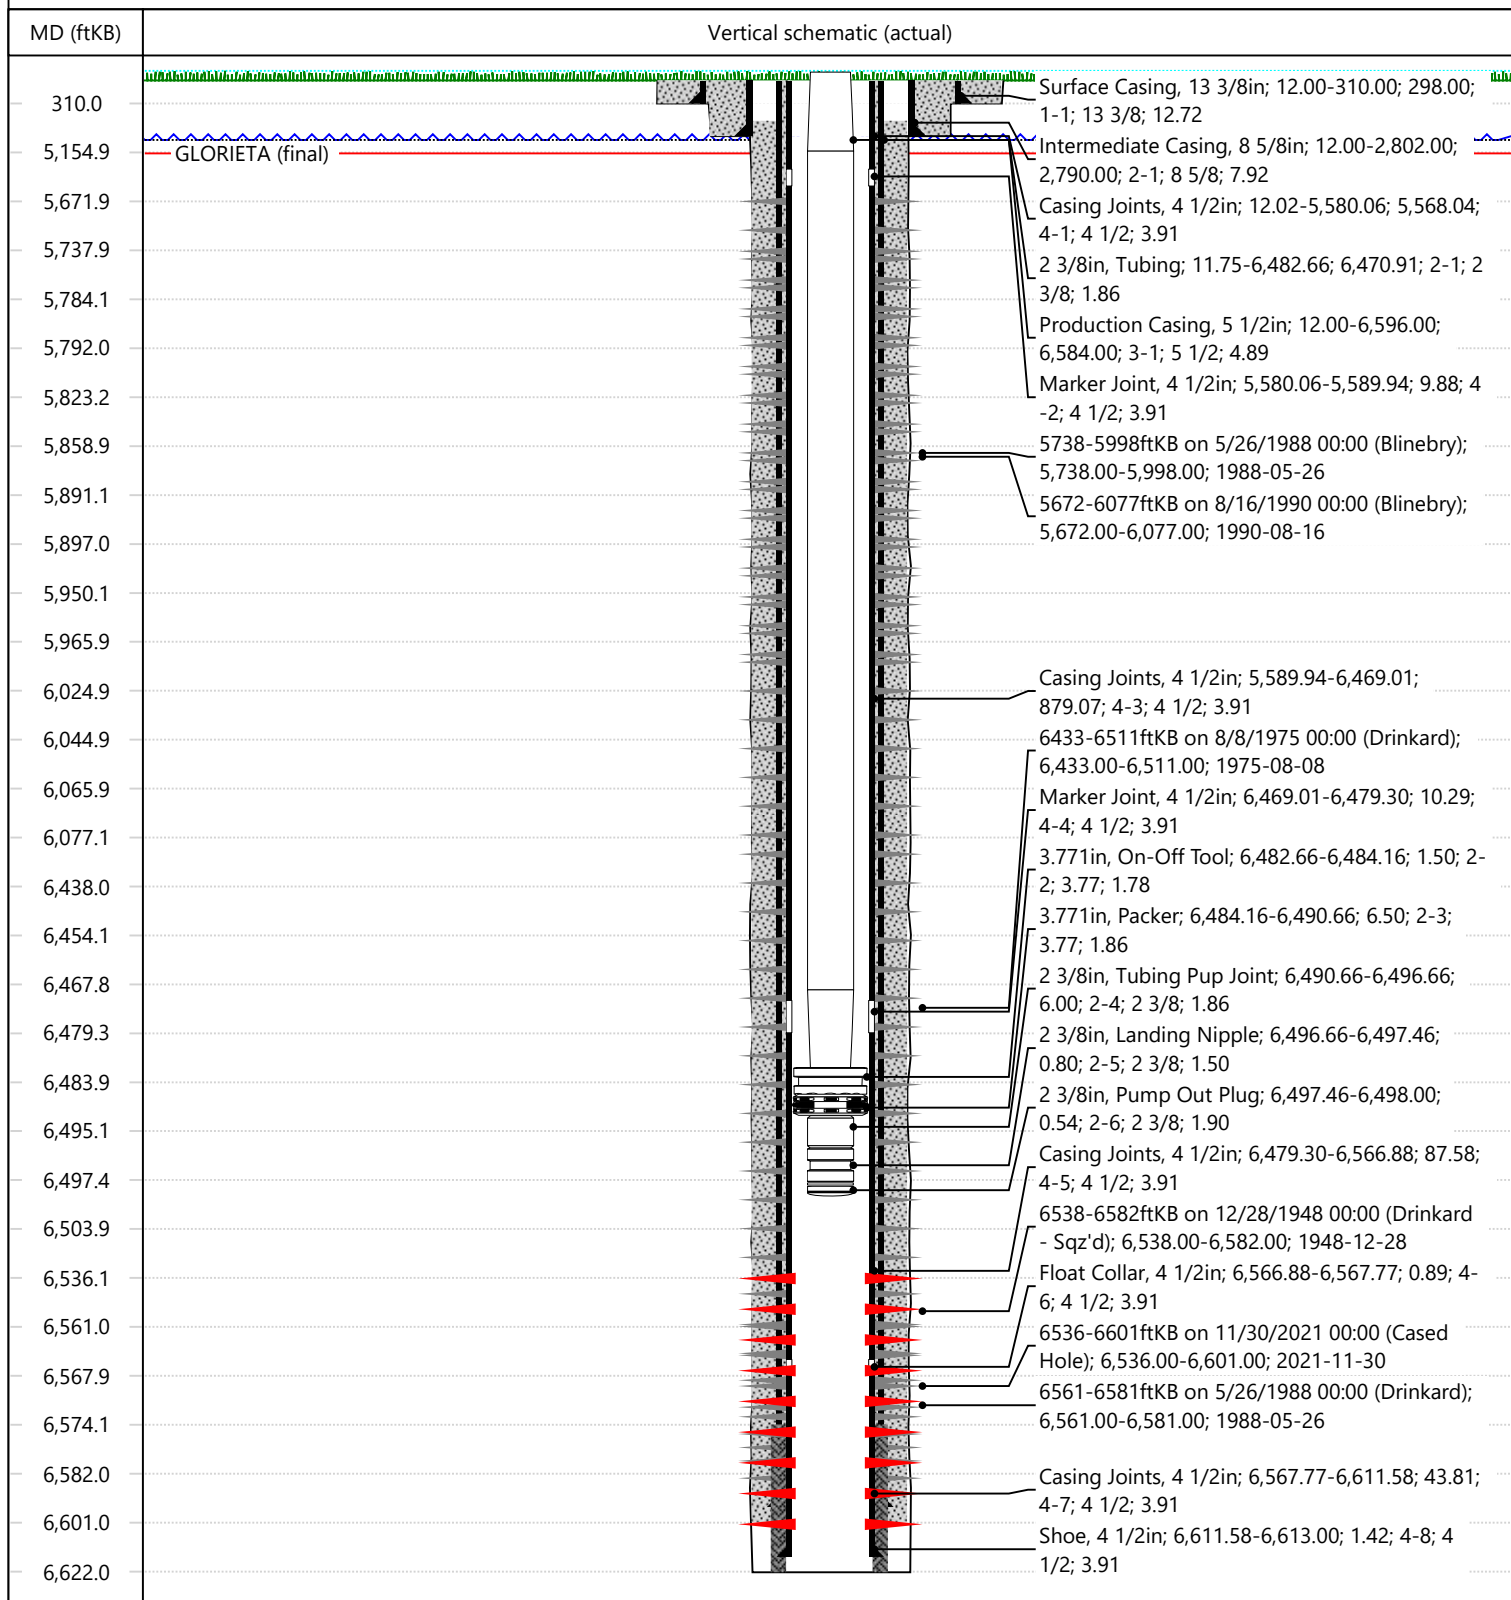 MD (ftKB)
Vertical schematic (actual)
310.0
5,154.9
5,671.9
5,737.9
5,784.1
5,792.0
5,823.2
5,858.9
5,891.1
5,897.0
5,950.1
5,965.9
6,024.9
6,044.9
6,065.9
6,077.1
6,438.0
6,454.1
6,467.8
6,479.3
6,483.9
6,495.1
6,497.4
6,503.9
6,536.1
6,561.0
6,567.9
6,574.1
6,582.0
6,601.0
6,622.0
GLORIETA (final)
Surface Casing, 13 3/8in; 12.00-310.00; 298.00;
1-1; 13 3/8; 12.72
Intermediate Casing, 8 5/8in; 12.00-2,802.00;
2,790.00; 2-1; 8 5/8; 7.92
Casing Joints, 4 1/2in; 12.02-5,580.06; 5,568.04;
4-1; 4 1/2; 3.91
2 3/8in, Tubing; 11.75-6,482.66; 6,470.91; 2-1; 2
3/8; 1.86
Production Casing, 5 1/2in; 12.00-6,596.00;
6,584.00; 3-1; 5 1/2; 4.89
Marker Joint, 4 1/2in; 5,580.06-5,589.94; 9.88; 4
-2; 4 1/2; 3.91
5738-5998ftKB on 5/26/1988 00:00 (Blinebry);
5,738.00-5,998.00; 1988-05-26
5672-6077ftKB on 8/16/1990 00:00 (Blinebry);
5,672.00-6,077.00; 1990-08-16
Casing Joints, 4 1/2in; 5,589.94-6,469.01;
879.07; 4-3; 4 1/2; 3.91
6433-6511ftKB on 8/8/1975 00:00 (Drinkard);
6,433.00-6,511.00; 1975-08-08
Marker Joint, 4 1/2in; 6,469.01-6,479.30; 10.29;
4-4; 4 1/2; 3.91
3.771in, On-Off Tool; 6,482.66-6,484.16; 1.50; 2-
2; 3.77; 1.78
3.771in, Packer; 6,484.16-6,490.66; 6.50; 2-3;
3.77; 1.86
2 3/8in, Tubing Pup Joint; 6,490.66-6,496.66;
6.00; 2-4; 2 3/8; 1.86
2 3/8in, Landing Nipple; 6,496.66-6,497.46;
0.80; 2-5; 2 3/8; 1.50
2 3/8in, Pump Out Plug; 6,497.46-6,498.00;
0.54; 2-6; 2 3/8; 1.90
Casing Joints, 4 1/2in; 6,479.30-6,566.88; 87.58;
4-5; 4 1/2; 3.91
6538-6582ftKB on 12/28/1948 00:00 (Drinkard
- Sqz'd); 6,538.00-6,582.00; 1948-12-28
Float Collar, 4 1/2in; 6,566.88-6,567.77; 0.89; 4-
6; 4 1/2; 3.91
6536-6601ftKB on 11/30/2021 00:00 (Cased
Hole); 6,536.00-6,601.00; 2021-11-30
6561-6581ftKB on 5/26/1988 00:00 (Drinkard);
6,561.00-6,581.00; 1988-05-26
Casing Joints, 4 1/2in; 6,567.77-6,611.58; 43.81;
4-7; 4 1/2; 3.91
Shoe, 4 1/2in; 6,611.58-6,613.00; 1.42; 4-8; 4
1/2; 3.91